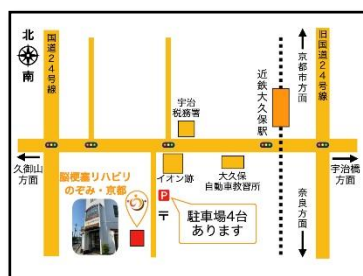 北
南
国道24号線
旧国道24号線
京都市方面
近鉄大久保駅
宇治
税務署
久御山
方面
宇治橋
方面
脳梗塞リハビリ
のぞみ・京都
イオン跡
大久保
自動車教習所
P
〒
駐車場4台
あります
奈良方面